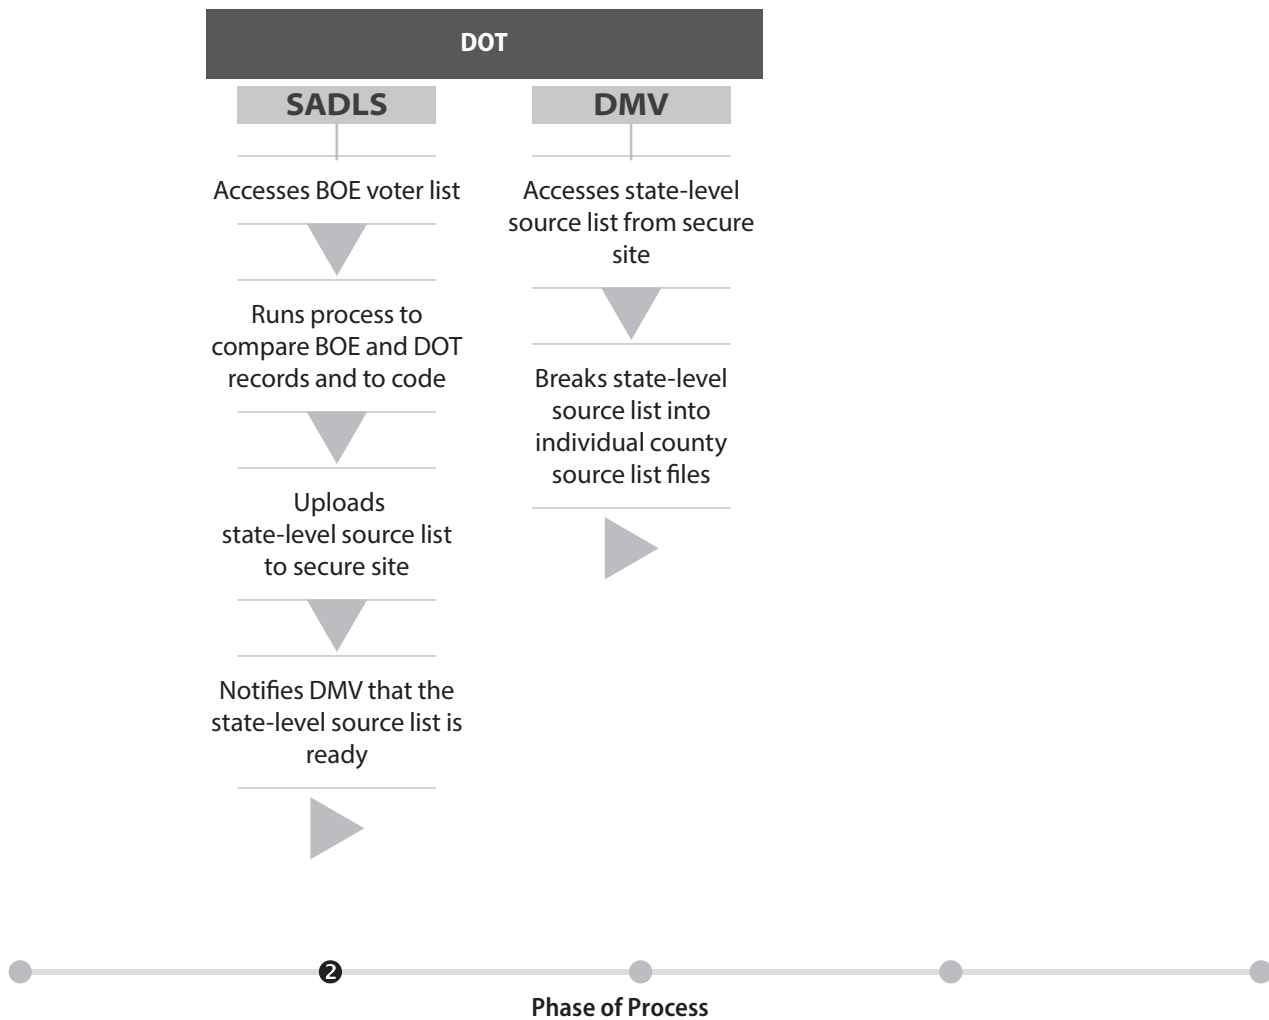 DOT
SADLS
Accesses BOE voter list
Runs process to
compare BOE and DOT
records and to code
Uploads
state-level source list
to secure site
Notifies DMV that the
state-level source list is
ready
DMV
Accesses state-level
source list from secure
site
Breaks state-level
source list into
individual county
source list files
2
Phase of Process